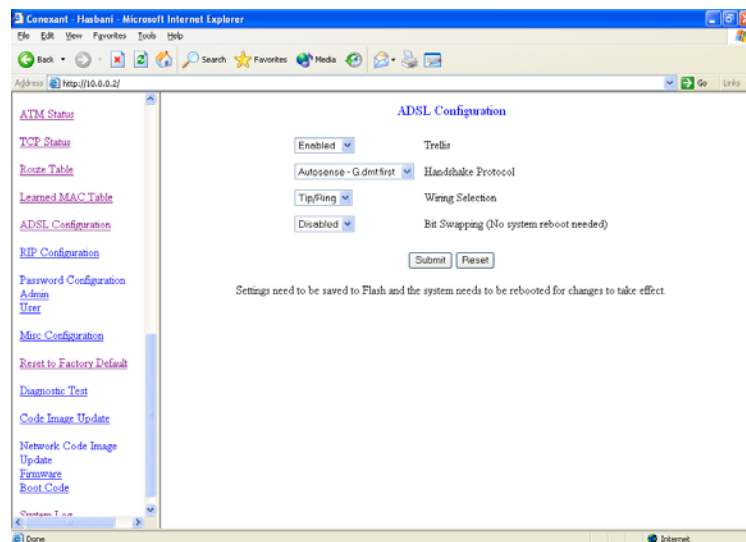 Conexant - Hasbani - Microsoft Internet Explorer
File Edit View Favorites Tools Help
Back Search Favorites Media
Address http://10.0.0.2/ Go Links
ATM Status
TCP Status
Route Table
Learned MAC Table
ADSL Configuration
RIP Configuration
Password Configuration
Admin
User
Misc Configuration
Reset to Factory Default
Diagnostic Test
Code Image Update
Network Code Image
Update
Firmware
Boot Code
System Log
ADSL Configuration
Enabled Trellis
Autosense - G.dmt first Handshake Protocol
Tip/Ring Wiring Selection
Disabled Bit Swapping (No system reboot needed)
Submit Reset
Settings need to be saved to Flash and the system needs to be rebooted for changes to take effect.
Done Internet